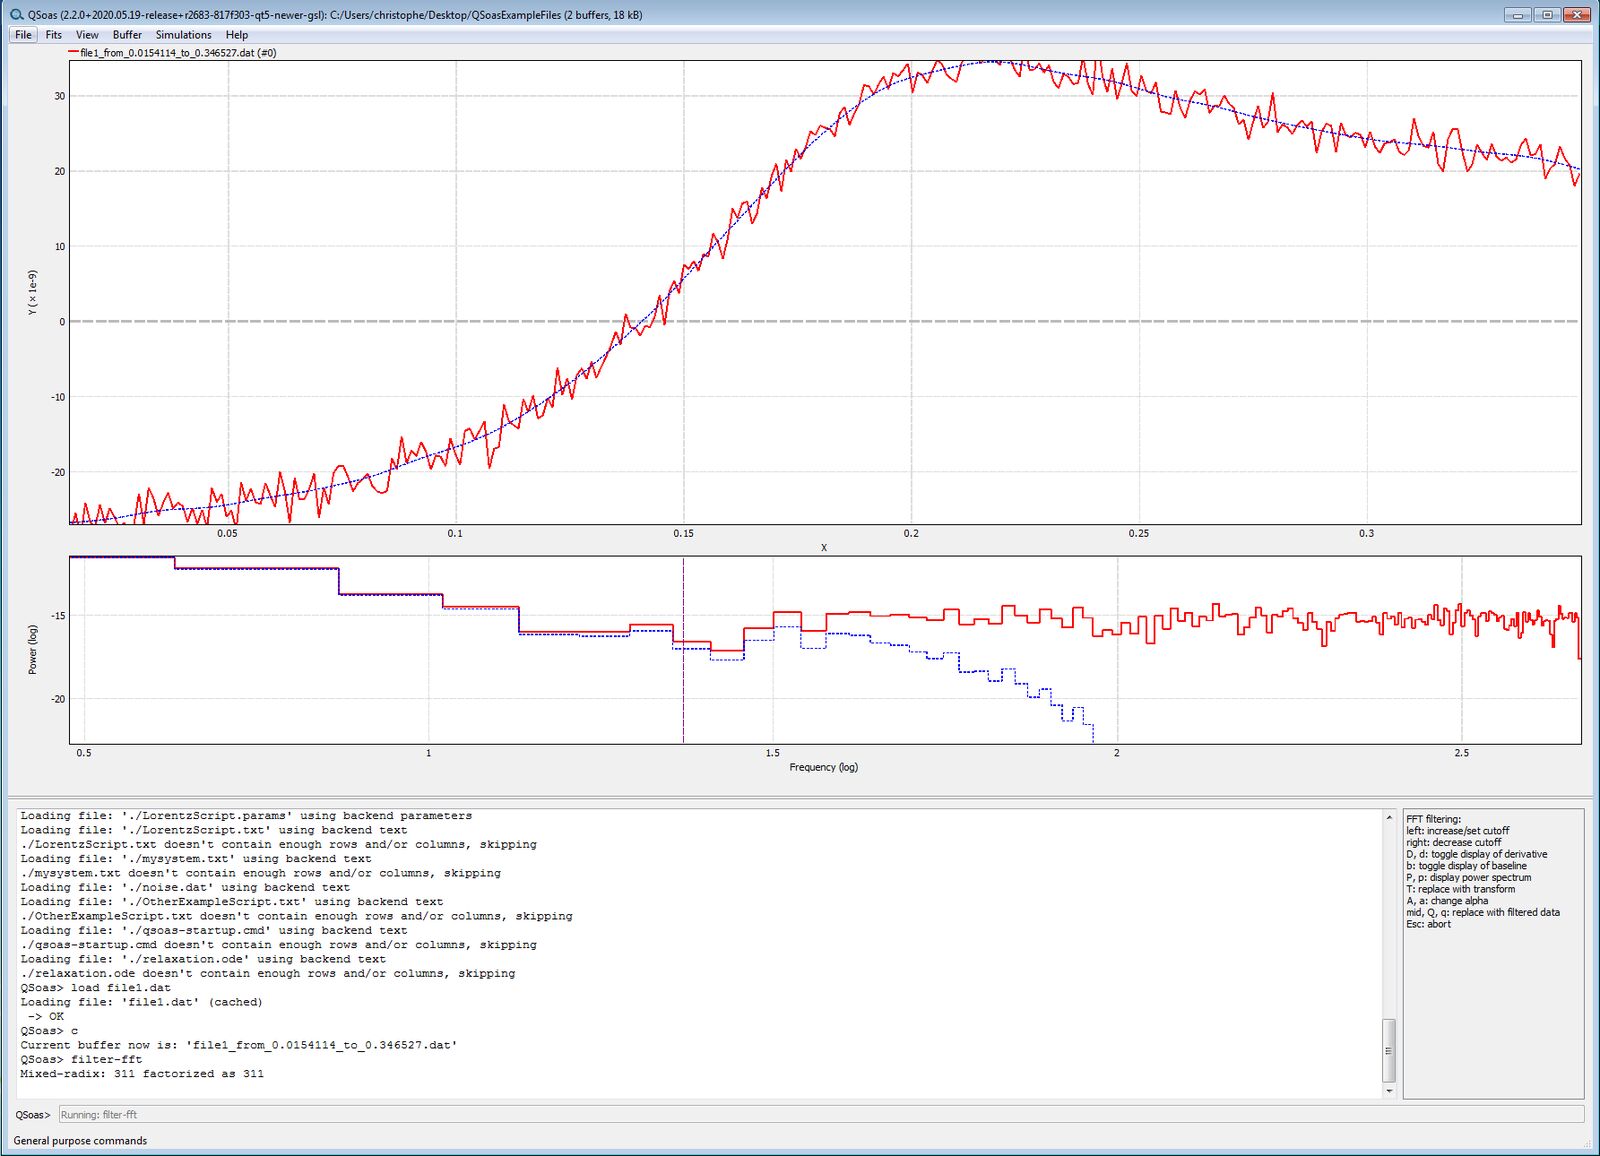 QSoas (2.2.0+2020.05.19-release+r2683-817f303-qt5-newer-gsl): C:/Users/christophe/Desktop/QSoasExampleFiles (2 buffers, 18 kB)
File Fits View Buffer Simulations Help
file1_from_0.0154114_to_0.346527.dat (#0)
30
20
10
0
-10
-20
Y ( × 1e-9)
0.05 0.1 0.15 0.2 0.25 0.3
X
-15
-20
Power (log)
0.5 1 1.5 2 2.5
Frequency (log)
Loading file: './LorentzScript.params' using backend parameters
Loading file: './LorentzScript.txt' using backend text
./LorentzScript.txt doesn't contain enough rows and/or columns, skipping
Loading file: './mysystem.txt' using backend text
./mysystem.txt doesn't contain enough rows and/or columns, skipping
Loading file: './noise.dat' using backend text
Loading file: './OtherExampleScript.txt' using backend text
./OtherExampleScript.txt doesn't contain enough rows and/or columns, skipping
Loading file: './qsoas-startup.cmd' using backend text
./qsoas-startup.cmd doesn't contain enough rows and/or columns, skipping
Loading file: './relaxation.ode' using backend text
./relaxation.ode doesn't contain enough rows and/or columns, skipping
QSoas> load file1.dat
Loading file: 'file1.dat' (cached)
-> OK
QSoas> c
Current buffer now is: 'file1_from_0.0154114_to_0.346527.dat'
QSoas> filter-fft
Mixed-radix: 311 factorized as 311
FFT filtering:
left: increase/set cutoff
right: decrease cutoff
D, d: toggle display of derivative
b: toggle display of baseline
P, p: display power spectrum
T: replace with transform
A, a: change alpha
mid, Q, q: replace with filtered data
Esc: abort
QSoas> Running: filter-fft
General purpose commands